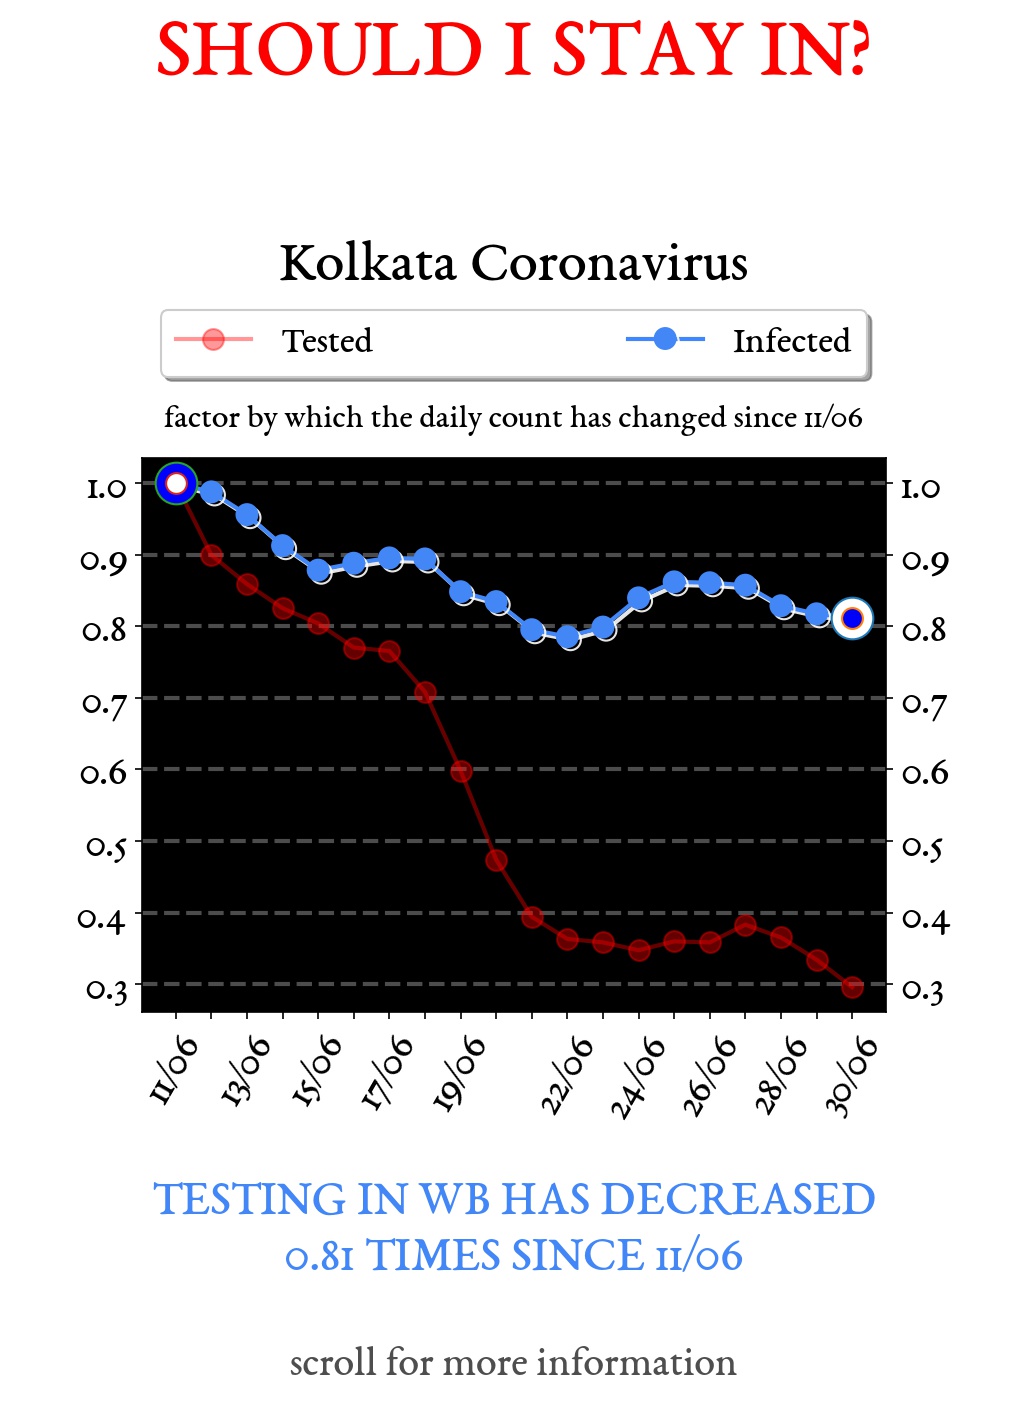 SHOULD I STAY IN?
Kolkata Coronavirus
Tested Infected
factor by which the daily count has changed since 11/06
1.0 1.0
0.9 0.9
0.8 0.8
0.7 0.7
0.6 0.6
0.5 0.5
0.4 0.4
0.3 0.3
11/06 13/06 15/06 17/06 19/06 22/06 24/06 26/06 28/06 30/06
TESTING IN WB HAS DECREASED
0.81 TIMES SINCE 11/06
scroll for more information